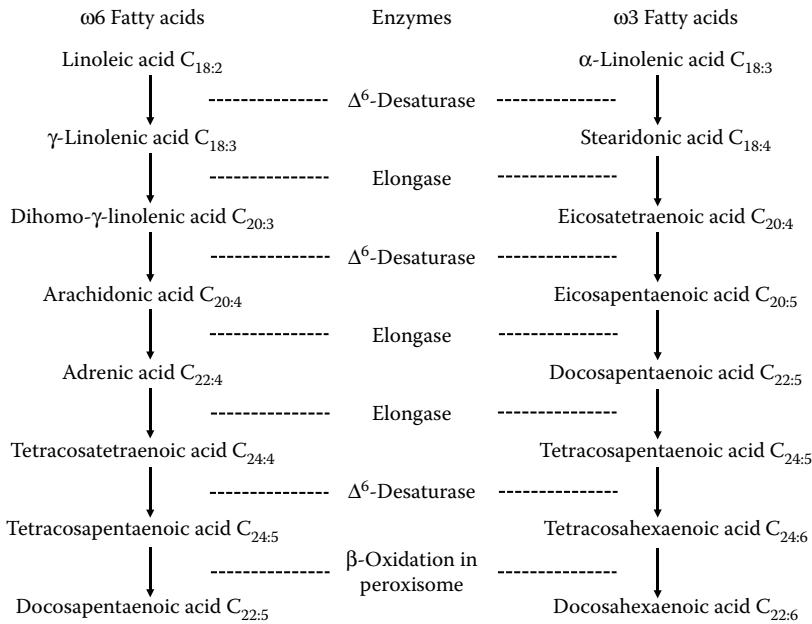 ω6 Fatty acids Enzymes ω3 Fatty acids
Linoleic acid C18:2 α-Linolenic acid C18:3
Δ6-Desaturase
γ-Linolenic acid C18:3 Stearidonic acid C18:4
Elongase
Dihomo-γ-linolenic acid C20:3 Eicosatetraenoic acid C20:4
Δ6-Desaturase
Arachidonic acid C20:4 Eicosapentaenoic acid C20:5
Elongase
Adrenic acid C22:4 Docosapentaenoic acid C22:5
Elongase
Tetracosatetraenoic acid C24:4 Tetracosapentaenoic acid C24:5
Δ6-Desaturase
Tetracosapentaenoic acid C24:5 Tetracosahexaenoic acid C24:6
β-Oxidation in
peroxisome
Docosapentaenoic acid C22:5 Docosahexaenoic acid C22:6